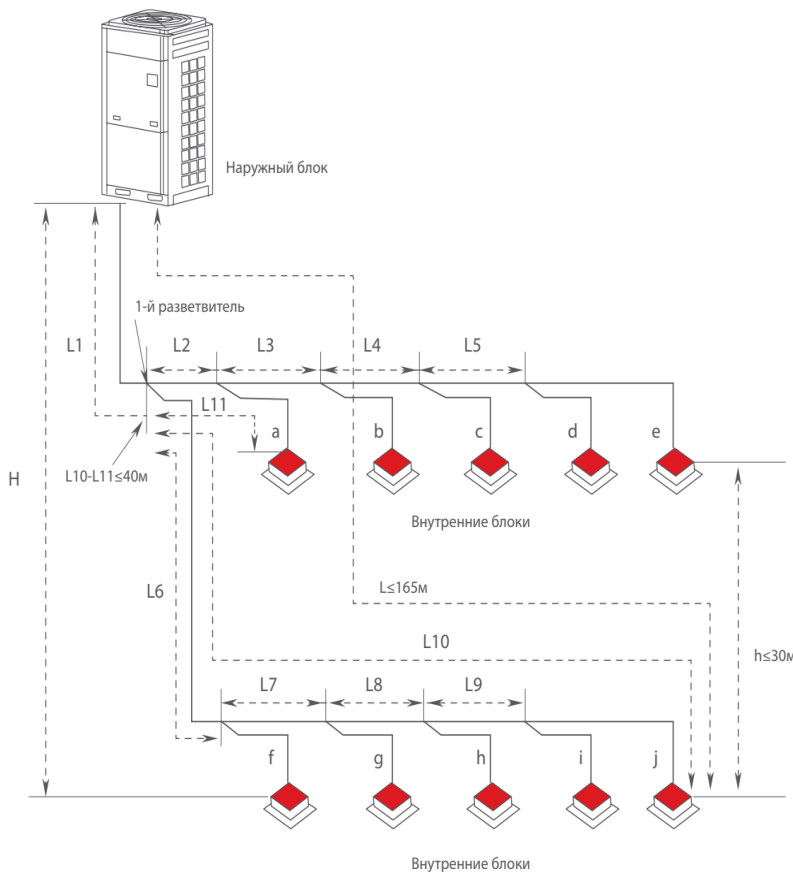 Наружный блок
1-й разветвитель
L1
L2
L3
L4
L5
L11
a
b
c
d
e
L10-L11≤40м
H
Внутренние блоки
L≤165м
L6
L10
h≤30м
L7
L8
L9
f
g
h
i
j
Внутренние блоки